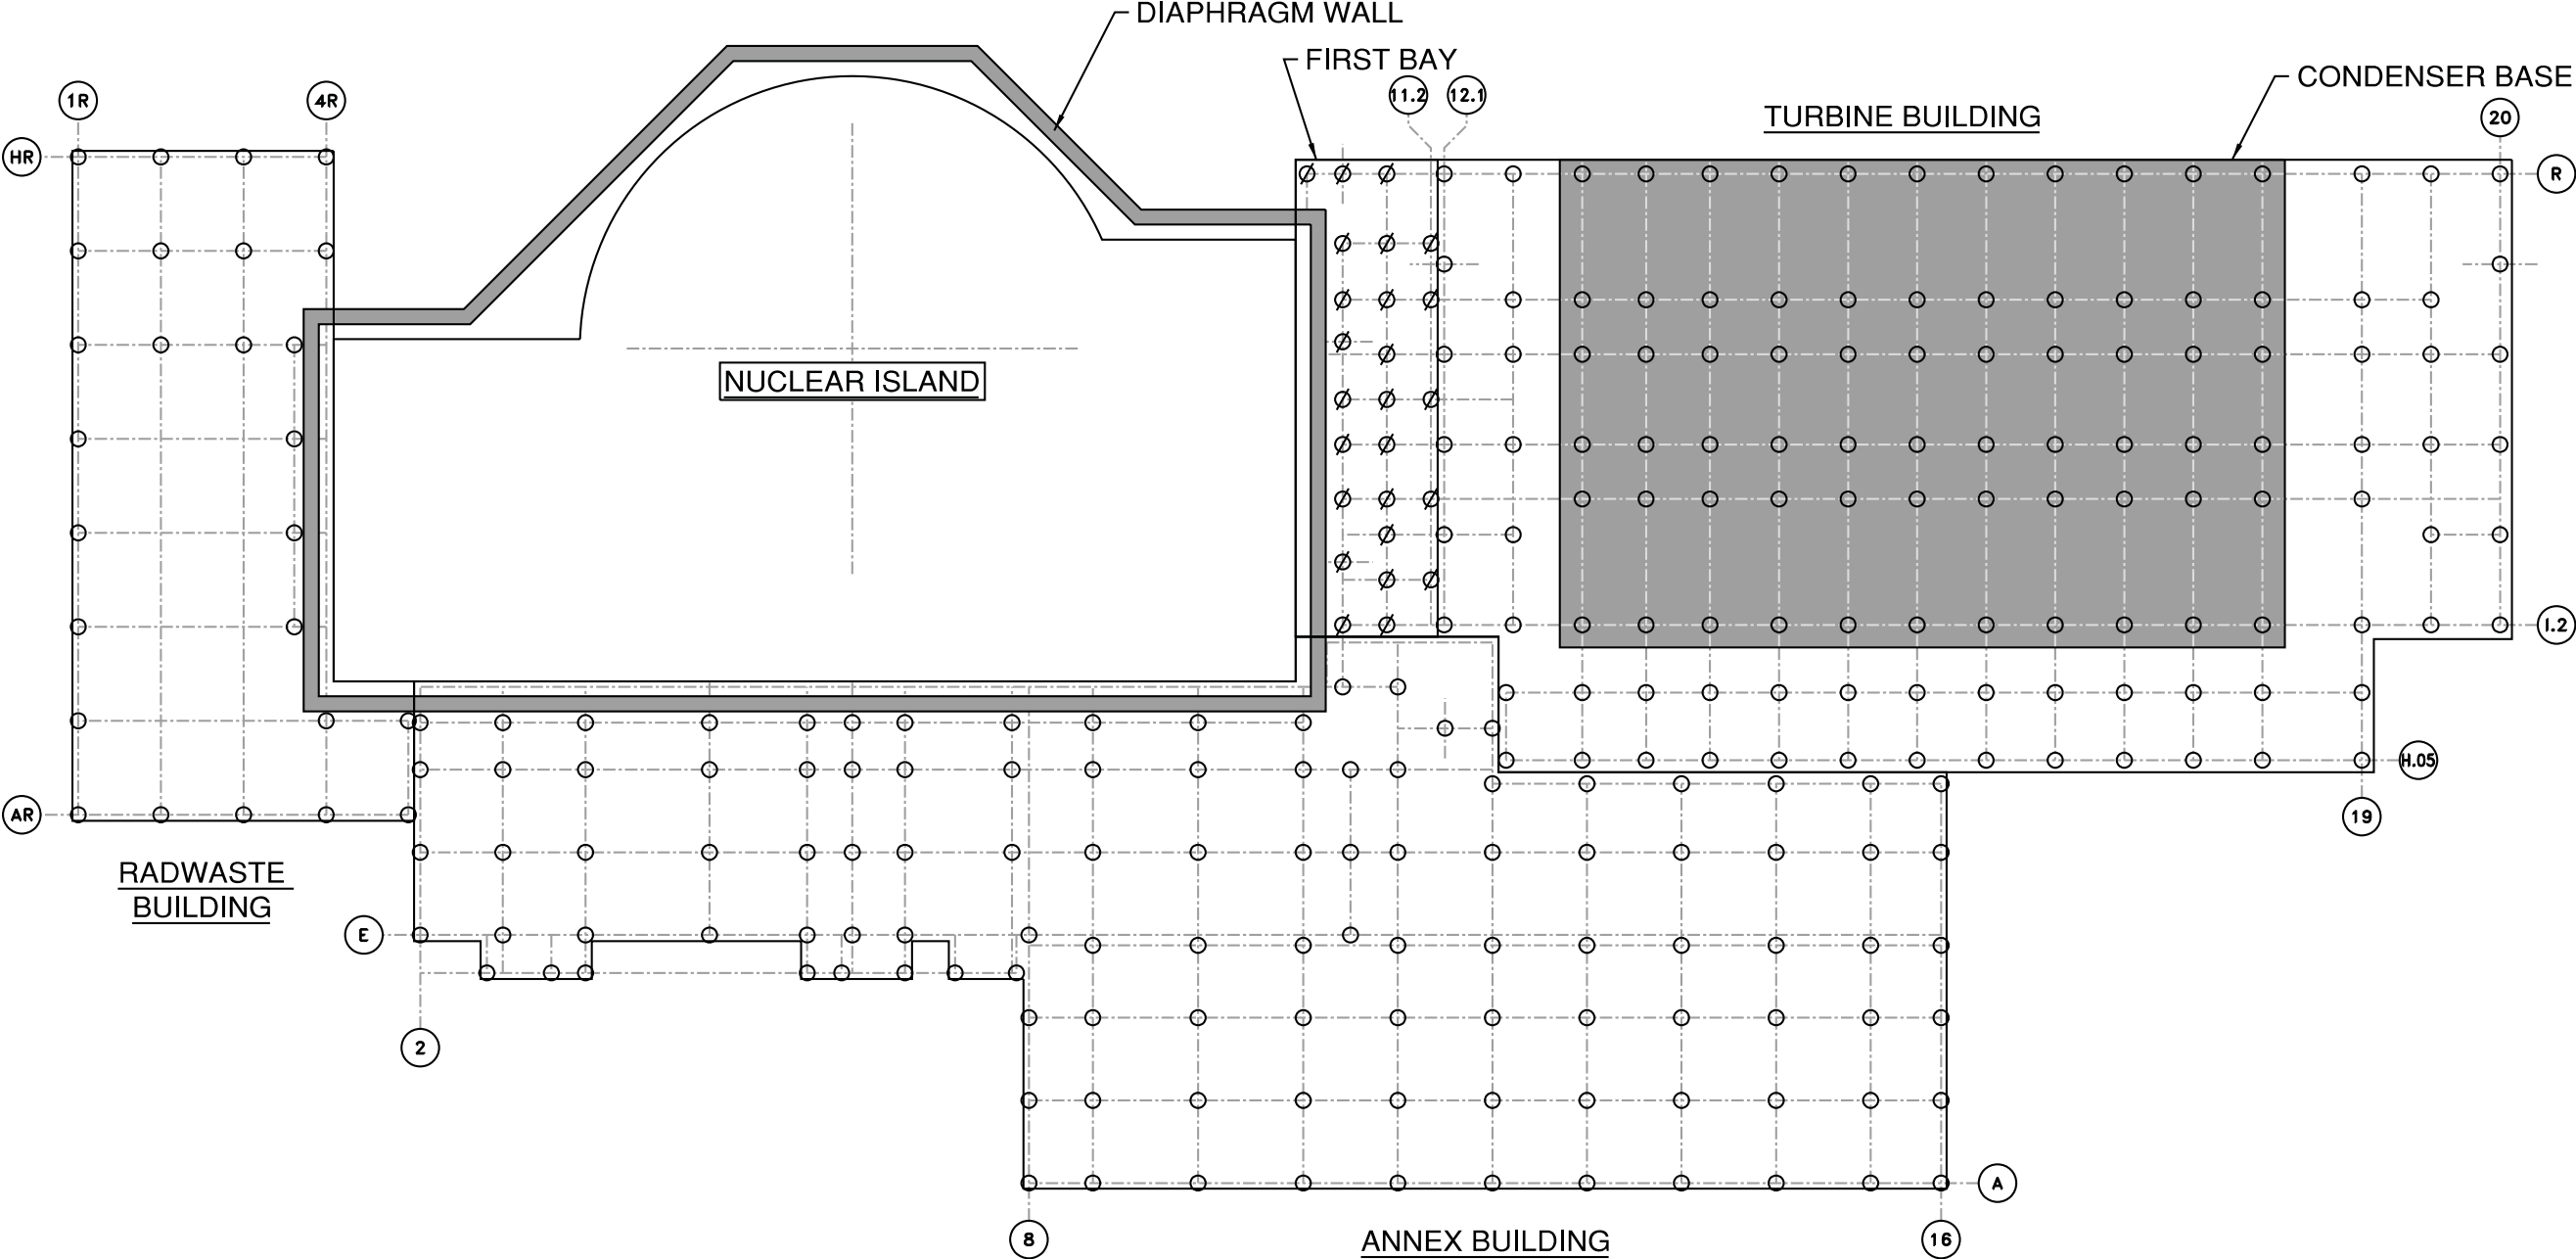 DIAPHRAGM WALL
FIRST BAY
CONDENSER BASE
1R
4R
11.2
12.1
TURBINE BUILDING
20
HR
R
NUCLEAR ISLAND
I.2
H.05
AR
19
RADWASTE
BUILDING
E
2
A
8
ANNEX BUILDING
16